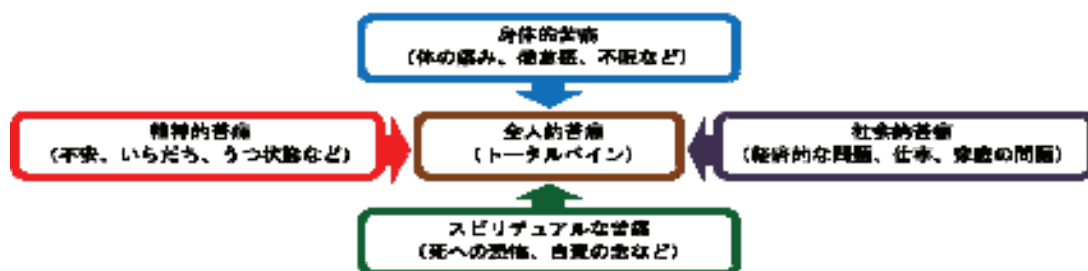 身体的苦痛
（体の痛み、倦怠感、不眠など）
精神的苦痛
（不安、いらだち、うつ状態など）
全人的苦痛
（トータルペイン）
社会的苦痛
（経済的な問題、仕事、家庭の問題）
スピリチュアルな苦痛
（死への恐怖、自責の念など）